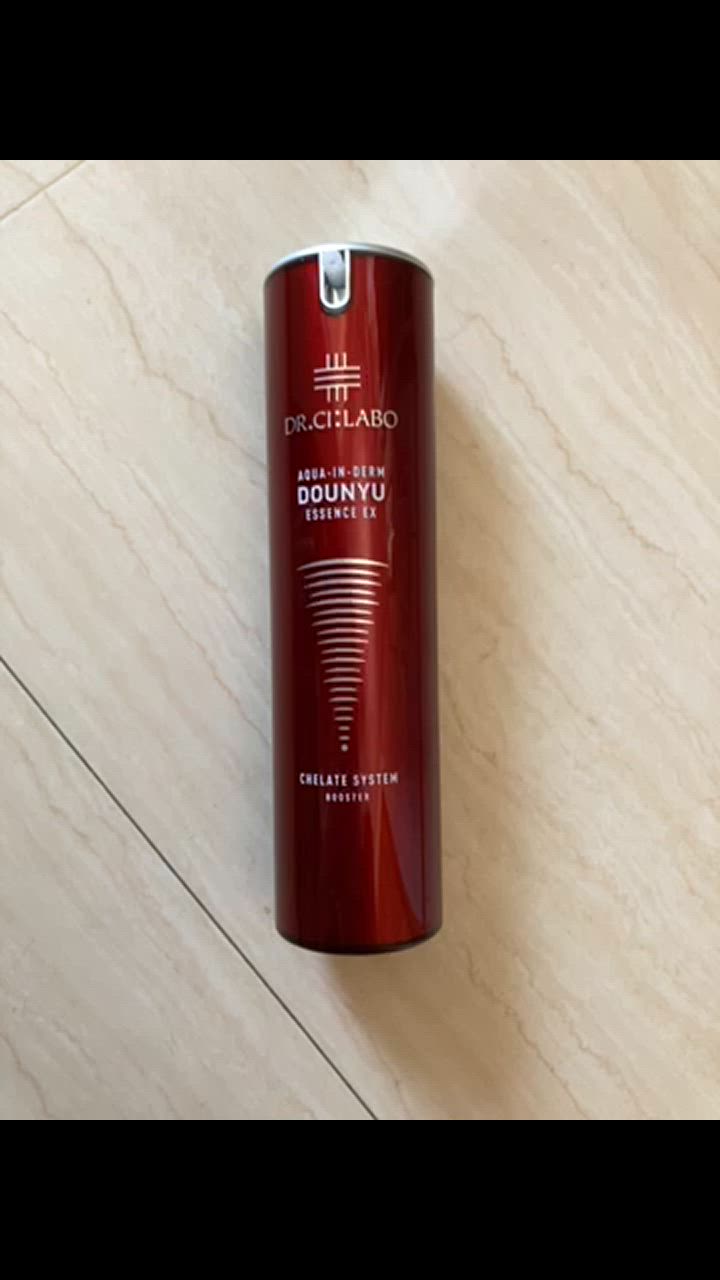 DR.CI:LABO
AQUA-IN-DERM
DOUNYU
ESSENCE EX
CHELATE SYSTEM
BOOSTER